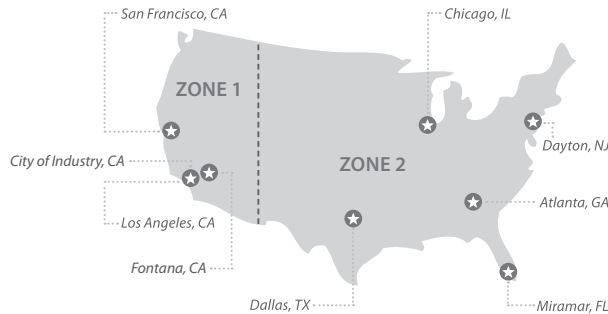 San Francisco, CA
Chicago, IL
ZONE 1
ZONE 2
City of Industry, CA
Dayton, NJ
Los Angeles, CA
Atlanta, GA
Fontana, CA
Dallas, TX
Miramar, FL